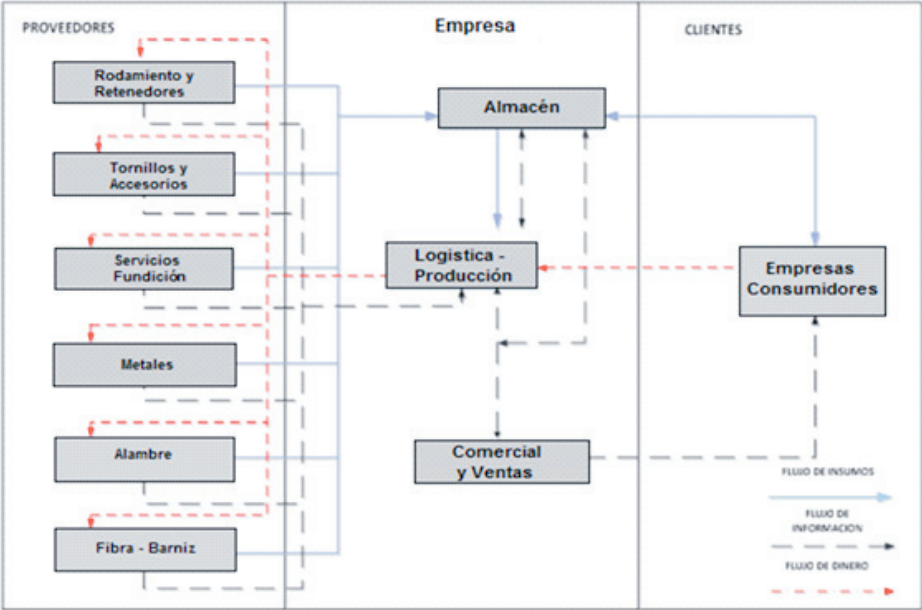 PROVEEDORES
Empresa
CLIENTES
Rodamiento y
Retenedores
Almacén
Tornillos y
Accesorios
Servicios
Fundición
Logistica -
Producción
Empresas
Consumidores
Metales
Alambre
Comercial
y Ventas
Fibra - Barniz
FLUJO DE INSUMOS
FLUJO DE
INFORMACION
FLUJO DE DINERO